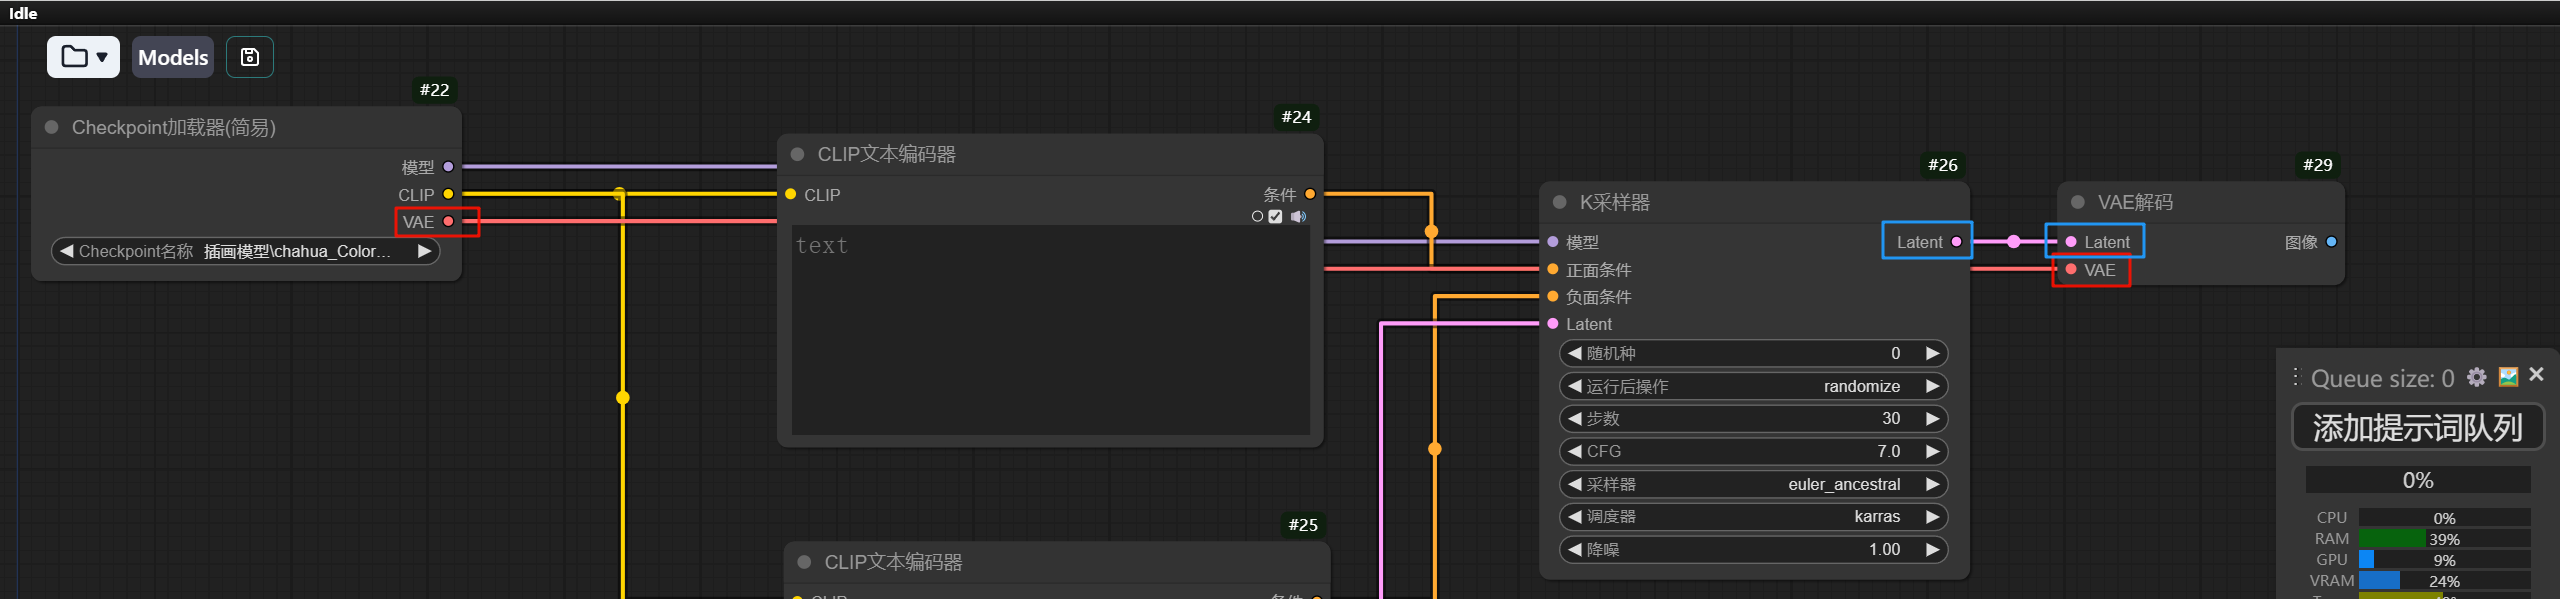 Idle
Models
#22
Checkpoint加载器(简易)
模型
CLIP
VAE
Checkpoint名称 插画模型\chahua_Color...
#24
CLIP文本编码器
CLIP
条件
text
#25
CLIP文本编码器
CLIP
条件
#26
K采样器
Latent
模型
正面条件
负面条件
Latent
随机种 0
运行后操作 randomize
步数 30
CFG 7.0
采样器 euler_ancestral
调度器 karras
降噪 1.00
#29
VAE解码
Latent
图像
VAE
Queue size: 0
添加提示词队列
0%
CPU 0%
RAM 39%
GPU 9%
VRAM 24%